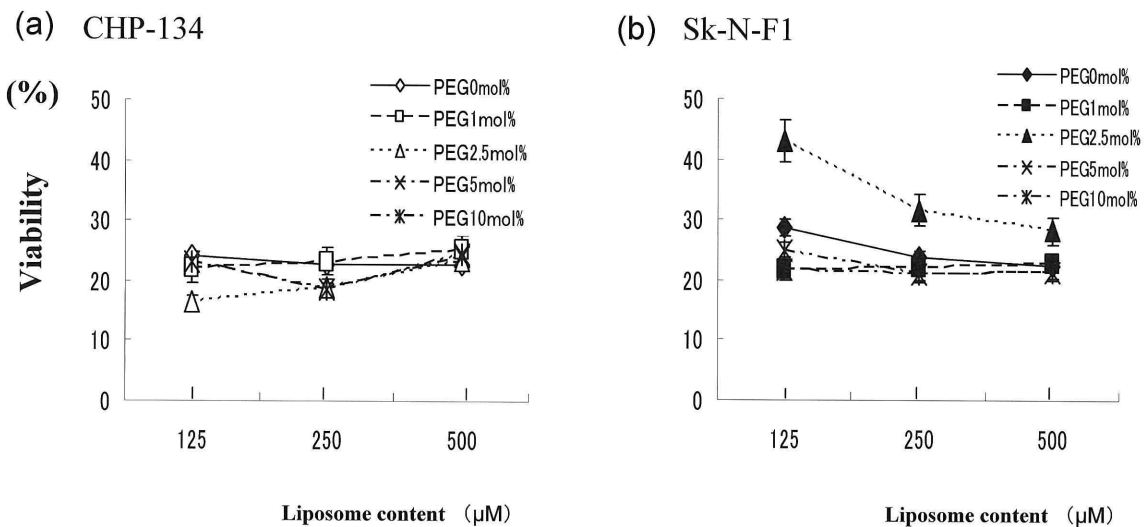 (a) CHP-134
(%)
Viability
50
40
30
20
10
0
PEG0mol%
PEG1mol%
PEG2.5mol%
PEG5mol%
PEG10mol%
125 250 500
Liposome content (μM)
(b) Sk-N-F1
50
40
30
20
10
0
PEG0mol%
PEG1mol%
PEG2.5mol%
PEG5mol%
PEG10mol%
125 250 500
Liposome content (μM)